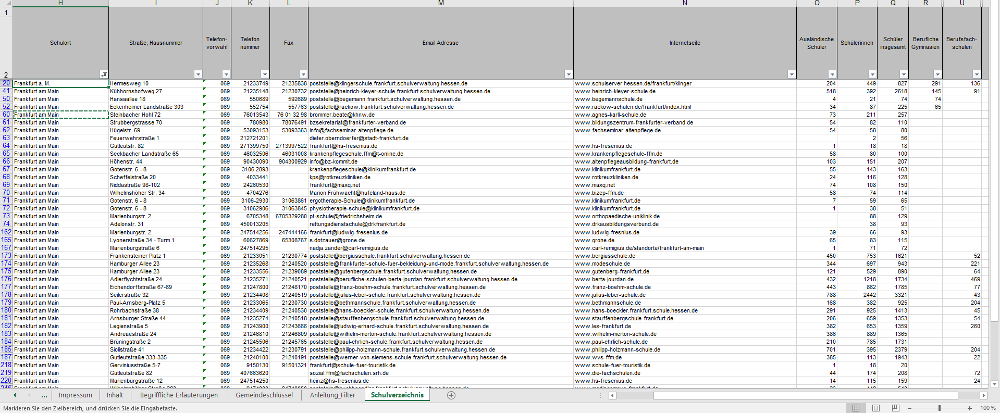 H I J K L M N O P Q R U
1
2 Schulort Straße, Hausnummer Telefon-vorwahl Telefon nummer Fax Email Adresse Internetseite Ausländische Schüler Schülerinnen Schüler insgesamt Berufliche Gymnasien Berufsfach-schulen
20 Frankfurt a. M. Hermesweg 10 069 21233749 21235838 poststelle@klingerschule.frankfurt.schulverwaltung.hessen.de www.schulserver.hessen.de/frankfurt/klinger 204 449 827 291 136
41 Frankfurt am Main Kühhornshofweg 27 069 21235148 21230732 poststelle@heinrich-kleyer-schule.frankfurt.schulverwaltung.hessen.de www.heinrich-kleyer-schule.de 518 392 2618 145 91
50 Frankfurt am Main Hansaallee 18 069 550689 592689 poststelle@begemann.frankfurt.schulverwaltung.hessen.de www.begemannschule.de 4 21 74 74
52 Frankfurt am Main Eckenheimer Landstraße 303 069 552754 557763 poststelle@rackow.frankfurt.schulverwaltung.hessen.de www.rackow-schulen.de/frankfurt/index.html 34 87 225 65
60 Frankfurt am Main Steinbacher Hohl 72 069 76013543 76 01 32 98 brommer.beate@khnw.de www.agnes-karll-schule.de 73 211 257
61 Frankfurt am Main Strubbergstrasse 70 069 780980 78076491 bzsekretariat@frankfurter-verband.de www.bildungszentrum-frankfurter-verband.de 54 82 110
62 Frankfurt am Main Hügelstr. 69 069 53093153 53093363 info@fachseminar-altenpflege.de www.fachseminar-altenpflege.de 54 58 80
63 Frankfurt am Main Feuerwehrstraße 1 069 212721201 dieter.oberndoerfer@stadt-frankfurt.de 2 56
64 Frankfurt am Main Gutleutstr. 82 069 271399750 2713997522 frankfurt@hs-fresenius.de www.hs-fresenius.de 1 18 18
65 Frankfurt am Main Seckbacher Landstraße 65 069 46032506 46031008 krankenpflegeschule.ffm@t-online.de www.krankenpflegeschule-ffm.de 58 80 100
66 Frankfurt am Main Höhenstr. 44 069 90430090 904300929 info@bz-kommit.de www.altenpflegeausbildung-frankfurt.de 103 151 207
67 Frankfurt am Main Gotenstr. 6 - 8 069 3106 2893 krankenpflegeschule@klinikumfrankfurt.de www.klinikumfrankfurt.de 55 143 163
68 Frankfurt am Main Scheffelstraße 20 069 4033441 kps@rotkreuzkliniken.de www.rotkreuzkliniken.de 24 116 128
69 Frankfurt am Main Niddastraße 98-102 069 24260530 frankfurt@maxq.net www.maxq.net 74 108 150
70 Frankfurt am Main Wilhelmshöher Str. 34 069 4704276 Marion.Frühwacht@hufeland-haus.de www.bizep-ffm.de 58 74 114
71 Frankfurt am Main Gotenstr. 6 - 8 069 3106-2930 31063861 ergotherapie-Schule@klinikumfrankfurt.de www.klinikumfrankfurt.de 7 59 65
72 Frankfurt am Main Gotenstr. 6 - 8 069 31062906 31063845 physiotherapie-schule@klinikumfrankfurt.de www.klinikumfrankfurt.de 1 38 51
73 Frankfurt am Main Marienburgstr. 2 069 6705348 6705329280 pt-schule@friedrichsheim.de www.orthopaedische-uniklinik.de 88 129
74 Frankfurt am Main Adelonstr. 31 069 450013205 rettungsdienstschule@drkfrankfurt.de www.drkausbildungsverbund.de 38 93
162 Frankfurt am Main Marienburgstr. 2 069 247514256 247444166 frankfurt@ludwig-fresenius.de www.ludwig-fresnius.de 39 66 93
165 Frankfurt am Main Lyonerstraße 34 - Turm 1 069 60627869 65308767 s.dotzauer@grone.de www.grone.de 65 83 115
167 Frankfurt am Main Marienburgstraße 6 069 247514295 nadja.zander@carl-remigius.de www.carl-remigius.de/standorte/frankfurt-am-main 1 71 72
173 Frankfurt am Main Frankensteiner Platz 1 069 21233051 21230774 poststelle@bergiusschule.frankfurt.schulverwaltung.hessen.de www.bergiusschule.de 450 753 1621 52
174 Frankfurt am Main Hamburger Allee 23 069 21235268 21240520 poststelle@frankfurter-schule-fuer-bekleidung-und-mode.frankfurt.schulverwaltung.hessen.de www.modeschule.de 344 697 943 221
175 Frankfurt am Main Hamburger Allee 23 069 21233556 21239089 poststelle@gutenbergschule.frankfurt.schulverwaltung.hessen.de www.gutenberg-frankfurt.de 121 529 890 64
176 Frankfurt am Main Adlerflychtstraße 24 069 21235271 21240521 poststelle@berufliche-schulen-berta-jourdan.frankfurt.schulverwaltung.hessen.de www.berta-jourdan.de 432 1218 1734 469
177 Frankfurt am Main Eichendorffstraße 67-69 069 21247800 21248170 poststelle@franz-boehm-schule.frankfurt.schulverwaltung.hessen.de www.franz-boehm-schule.de 443 862 1785 77
178 Frankfurt am Main Seilerstraße 32 069 21234408 21240519 poststelle@julius-leber-schule.frankfurt.schulverwaltung.hessen.de www.julius-leber-schule.de 788 2442 3321 43
179 Frankfurt am Main Paul-Arnsberg-Platz 5 069 21233065 21230730 poststelle@bethmannschule.frankfurt.schulverwaltung.hessen.de www.bethmannschule.de 168 382 925 204
180 Frankfurt am Main Rohrbachstraße 38 069 21234409 21240530 poststelle@hans-boeckler-schule.frankfurt.schulverwaltung.hessen.de www.hans-boeckler.frankfurt.schule.hessen.de 291 925 1413 45
181 Frankfurt am Main Arnsburger Straße 44 069 21235274 21240518 poststelle@stauffenbergschule.frankfurt.schulverwaltung.hessen.de www.stauffenbergschule-frankfurt.de 206 659 1353 54
182 Frankfurt am Main Legienstraße 5 069 21243900 21243666 poststelle@ludwig-erhard-schule.frankfurt.schulverwaltung.hessen.de www.les-frankfurt.de 382 653 1359 260
183 Frankfurt am Main Andreaestraße 24 069 21246810 21246809 poststelle@wilhelm-merton-schule.frankfurt.schulverwaltung.hessen.de www.wilhelm-merton-schule.de 386 889 1365
184 Frankfurt am Main Brüningstraße 2 069 21245506 21245765 poststelle@paul-ehrlich-schule.frankfurt.schulverwaltung.hessen.de www.paul-ehrlich-schule.de 210 785 1731
185 Frankfurt am Main Siolistraße 41 069 21234422 21230791 poststelle@philipp-holzmann-schule.frankfurt.schulverwaltung.hessen.de www.philipp-holzmann-schule.de 701 395 2379 204
187 Frankfurt am Main Gutleutstraße 333-335 069 21240100 21240191 poststelle@werner-von-siemens-schule.frankfurt.schulverwaltung.hessen.de www.wvs-ffm.de 385 113 1943 22
218 Frankfurt am Main Gerviniusstraße 5-7 069 9150130 91501321 frankfurt@schule-fuer-touristik.de www.schule-fuer-touristik.de 1 18 20
219 Frankfurt am Main Gutleutstraße 82 069 407663620 sozial.ffm@fachschulen.srh.de www.die-fachschulen.de 44 174 208 72
220 Frankfurt am Main Marienburgstraße 12 069 247514250 heinz@hs-fresenius.de www.hs-fresenius.de 14 115 159 24
... Impressum Inhalt Begriffliche Erläuterungen Gemeindeschlüssel Anleitung_Filter Schulverzeichnis
Markieren Sie den Zielbereich, und drücken Sie die Eingabetaste. 100 %